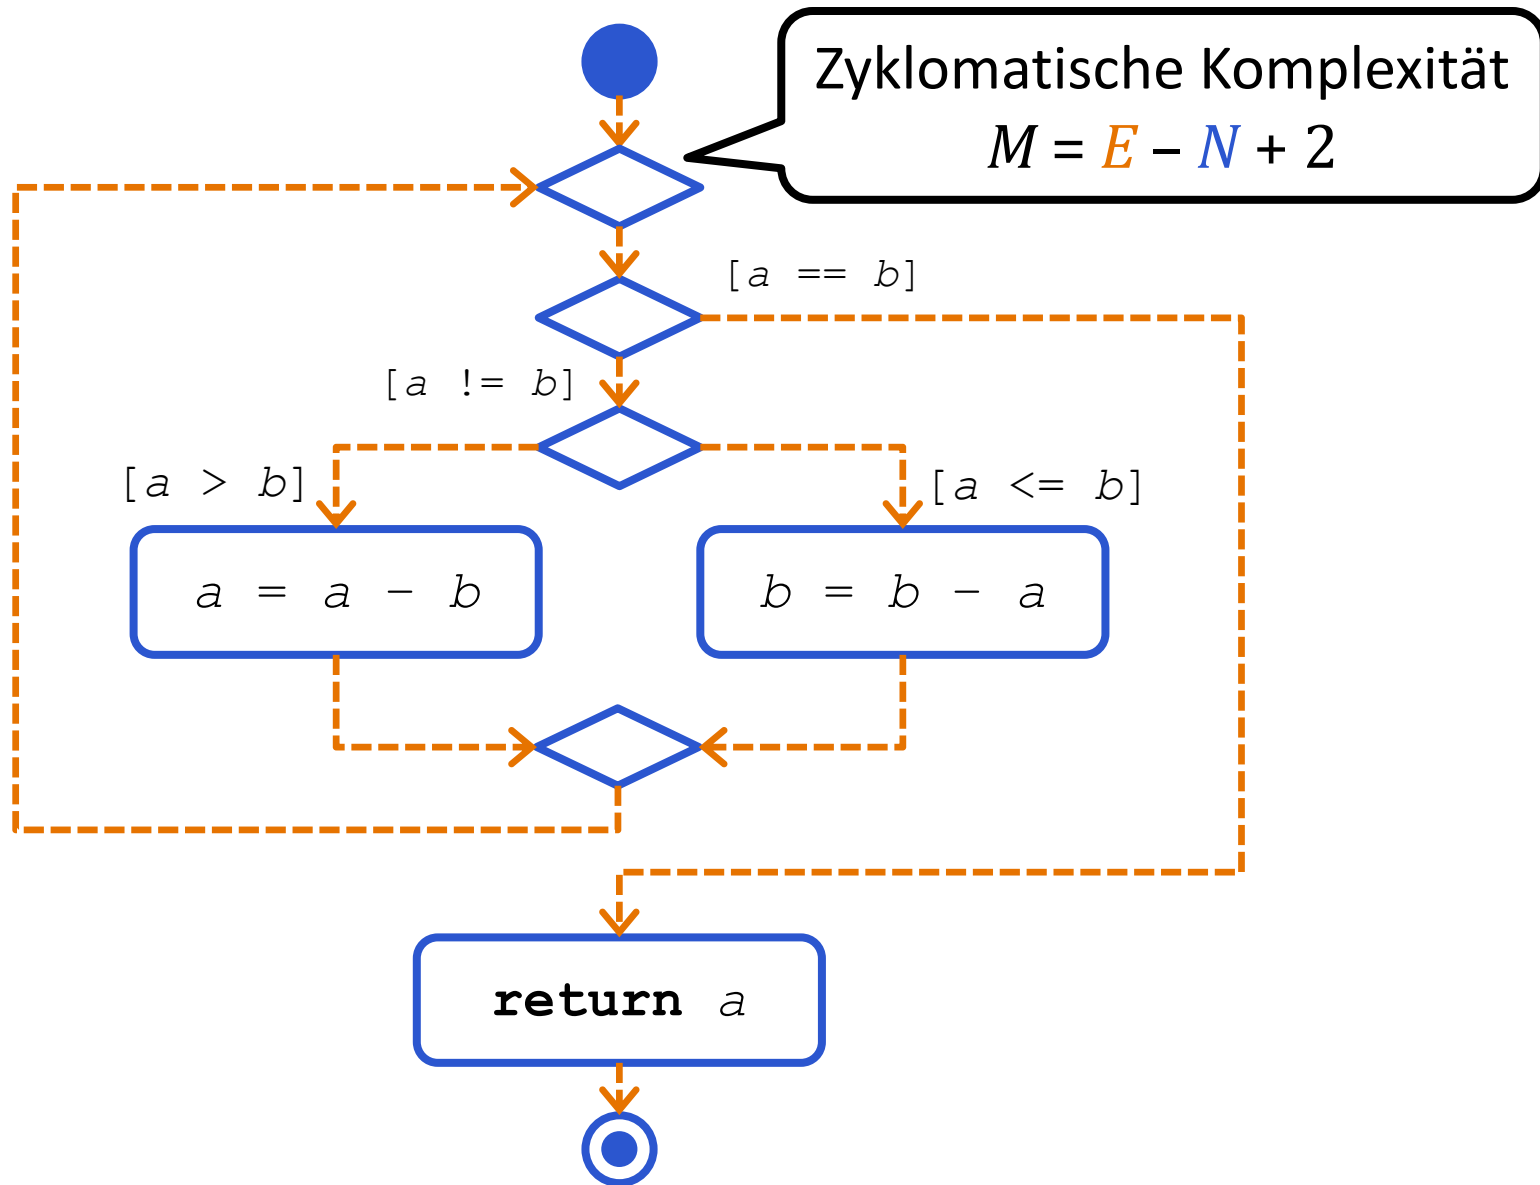 Zyklomatische Komplexität
M = E – N + 2
[a == b]
[a != b]
[a > b]
[a <= b]
a = a - b
b = b - a
return a